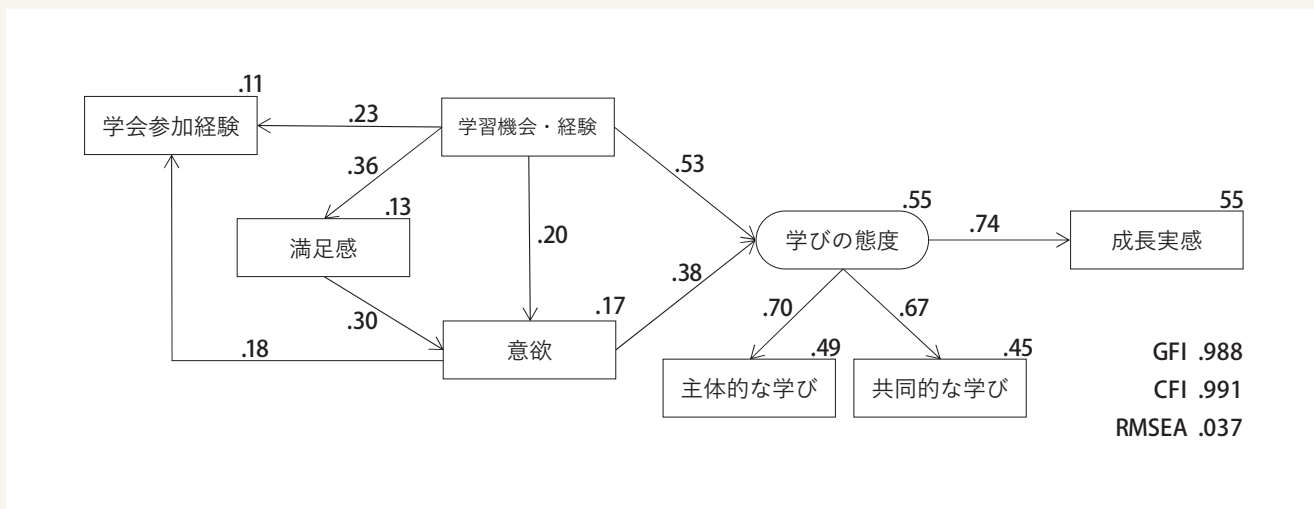 .11
学会参加経験
.23
学習機会・経験
.36
.53
.13
満足感
.20
.55
学びの態度
.74
55
成長実感
.38
.30
.17
意欲
.18
.70
.67
.49
主体的な学び
.45
共同的な学び
GFI .988
CFI .991
RMSEA .037